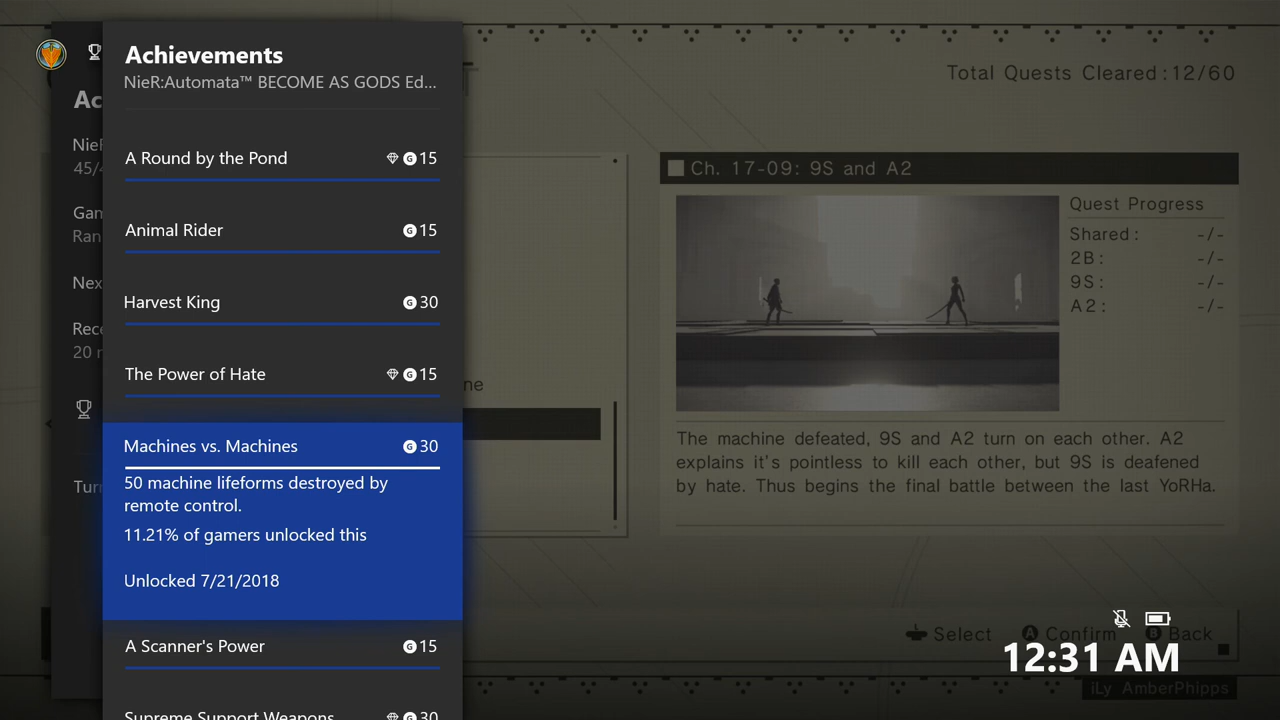 Achievements
NieR:Automata™ BECOME AS GODS Ed...
A Round by the Pond
15
Animal Rider
15
Harvest King
30
The Power of Hate
15
Machines vs. Machines
30
50 machine lifeforms destroyed by
remote control.
11.21% of gamers unlocked this
Unlocked 7/21/2018
A Scanner's Power
15
Supreme Support Weapons
30
Total Quests Cleared:12/60
Ch. 17-09: 9S and A2
Quest Progress
Shared: -/-
2B: -/-
9S: -/-
A2: -/-
The machine defeated, 9S and A2 turn on each other. A2
explains it's pointless to kill each other, but 9S is deafened
by hate. Thus begins the final battle between the last YoRHa.
Select
A Confirm
B Back
12:31 AM
iLy AmberPhipps